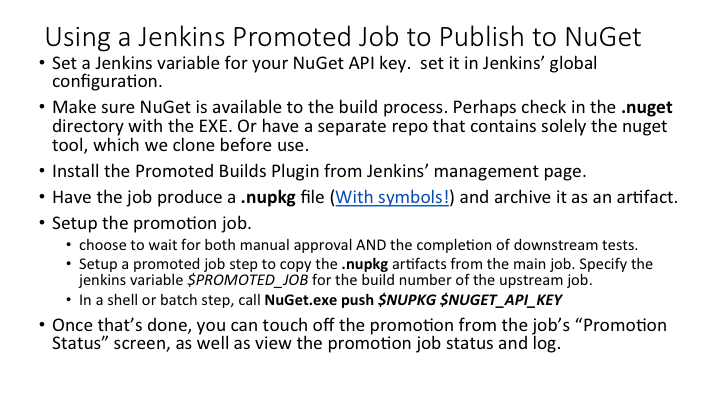 Using a Jenkins Promoted Job to Publish to NuGet
• Set a Jenkins variable for your NuGet API key.  set it in Jenkins’ global
configuration.
• Make sure NuGet is available to the build process. Perhaps check in the .nuget
directory with the EXE. Or have a separate repo that contains solely the nuget
tool, which we clone before use.
• Install the Promoted Builds Plugin from Jenkins’ management page.
• Have the job produce a .nupkg file (With symbols!) and archive it as an artifact.
• Setup the promotion job.
• choose to wait for both manual approval AND the completion of downstream tests.
• Setup a promoted job step to copy the .nupkg artifacts from the main job. Specify the
jenkins variable $PROMOTED_JOB for the build number of the upstream job.
• In a shell or batch step, call NuGet.exe push $NUPKG $NUGET_API_KEY
• Once that’s done, you can touch off the promotion from the job’s “Promotion
Status” screen, as well as view the promotion job status and log.